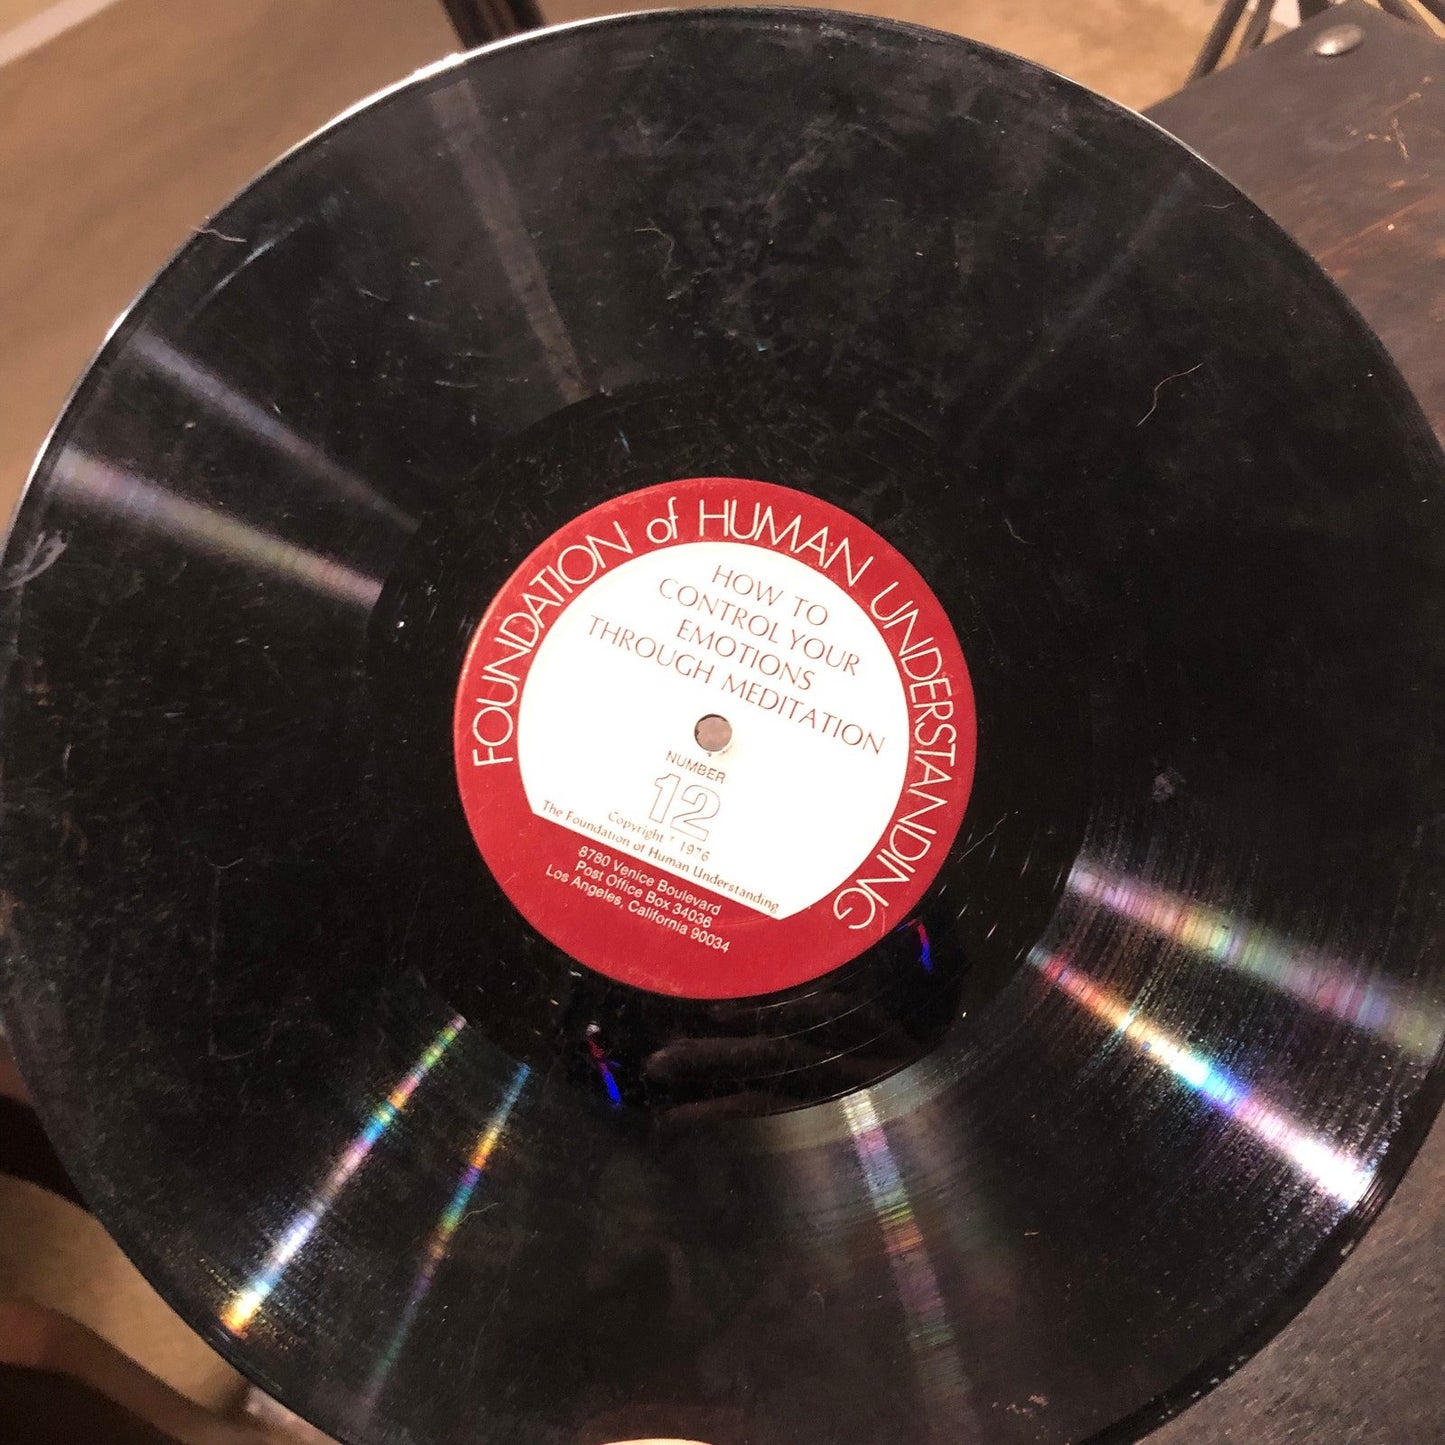 FOUNDATION of HUMAN UNDERSTANDING
HOW TO
CONTROL YOUR
EMOTIONS
THROUGH MEDITATION
NUMBER
12
Copyright 1976
The Foundation of Human Understanding
8780 Venice Boulevard
Post Office Box 34036
Los Angeles, California 90034